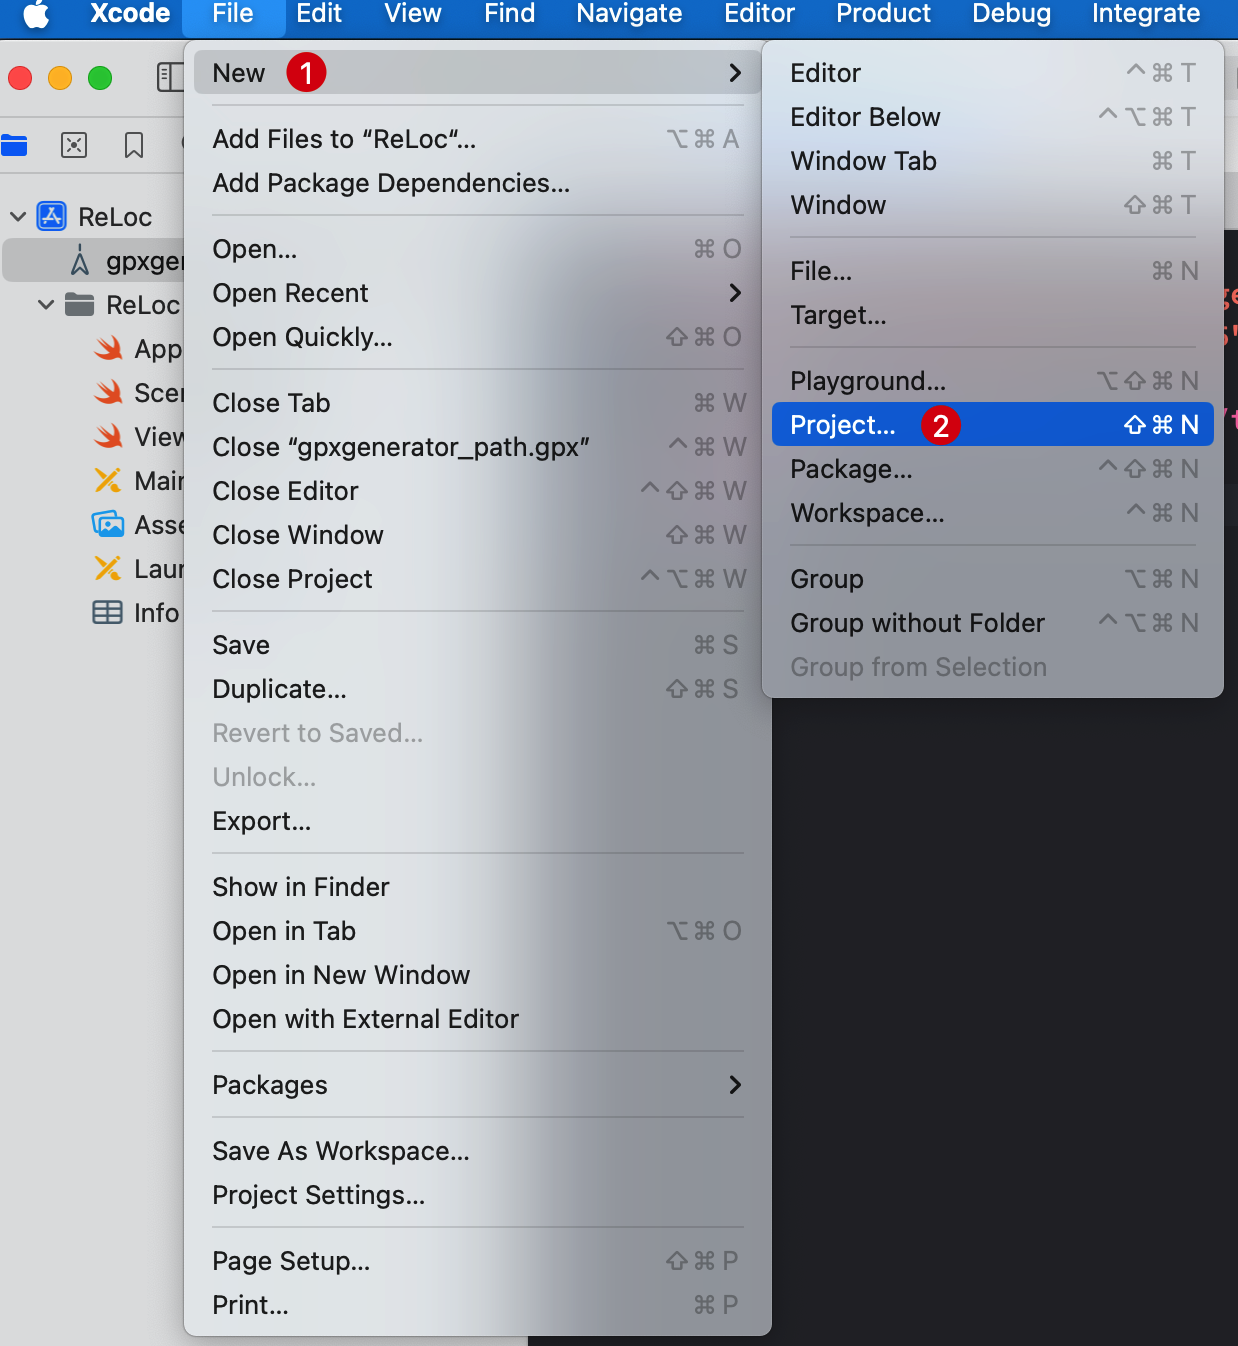 Xcode File Edit View Find Navigate Editor Product Debug Integrate
New 1
Add Files to “ReLoc“... ⌥⌘A
Add Package Dependencies...
Open... ⌘O
Open Recent
Open Quickly... ⇧⌘O
Close Tab ⌘W
Close “gpxgenerator_path.gpx” ^⌘W
Close Editor ^⇧⌘W
Close Window ⇧⌘W
Close Project ^⌥⌘W
Save ⌘S
Duplicate... ⇧⌘S
Revert to Saved...
Unlock...
Export...
Show in Finder
Open in Tab ⌥⌘O
Open in New Window
Open with External Editor
Packages
Save As Workspace...
Project Settings...
Page Setup... ⇧⌘P
Print... ⌘P
Editor ^⌘T
Editor Below ^⌥⌘T
Window Tab ⌘T
Window ⇧⌘T
File... ⌘N
Target...
Playground... ⌥⇧⌘N
Project... 2 ⇧⌘N
Package... ^⇧⌘N
Workspace... ^⌘N
Group ⌥⌘N
Group without Folder ^⌥⌘N
Group from Selection
ReLoc
gpxger
ReLoc
App
Scer
View
Mair
Asse
Laur
Info